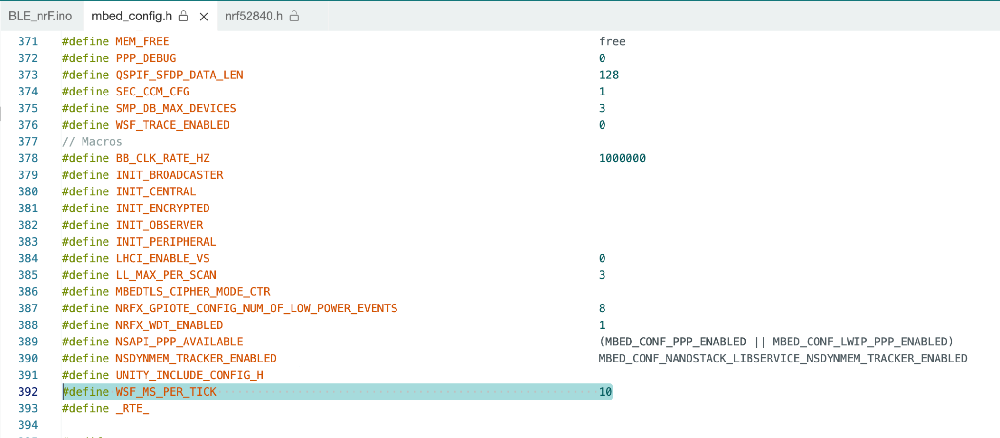 BLE_nrF.ino mbed_config.h nrf52840.h
371 #define MEM_FREE free
372 #define PPP_DEBUG 0
373 #define QSPIF_SFDP_DATA_LEN 128
374 #define SEC_CCM_CFG 1
375 #define SMP_DB_MAX_DEVICES 3
376 #define WSF_TRACE_ENABLED 0
377 // Macros
378 #define BB_CLK_RATE_HZ 1000000
379 #define INIT_BROADCASTER
380 #define INIT_CENTRAL
381 #define INIT_ENCRYPTED
382 #define INIT_OBSERVER
383 #define INIT_PERIPHERAL
384 #define LHCI_ENABLE_VS 0
385 #define LL_MAX_PER_SCAN 3
386 #define MBEDTLS_CIPHER_MODE_CTR
387 #define NRFX_GPIOTE_CONFIG_NUM_OF_LOW_POWER_EVENTS 8
388 #define NRFX_WDT_ENABLED 1
389 #define NSAPI_PPP_AVAILABLE (MBED_CONF_PPP_ENABLED || MBED_CONF_LWIP_PPP_ENABLED)
390 #define NSDYNMEM_TRACKER_ENABLED MBED_CONF_NANOSTACK_LIBSERVICE_NSDYNMEM_TRACKER_ENABLED
391 #define UNITY_INCLUDE_CONFIG_H
392 #define WSF_MS_PER_TICK 10
393 #define _RTE_
394